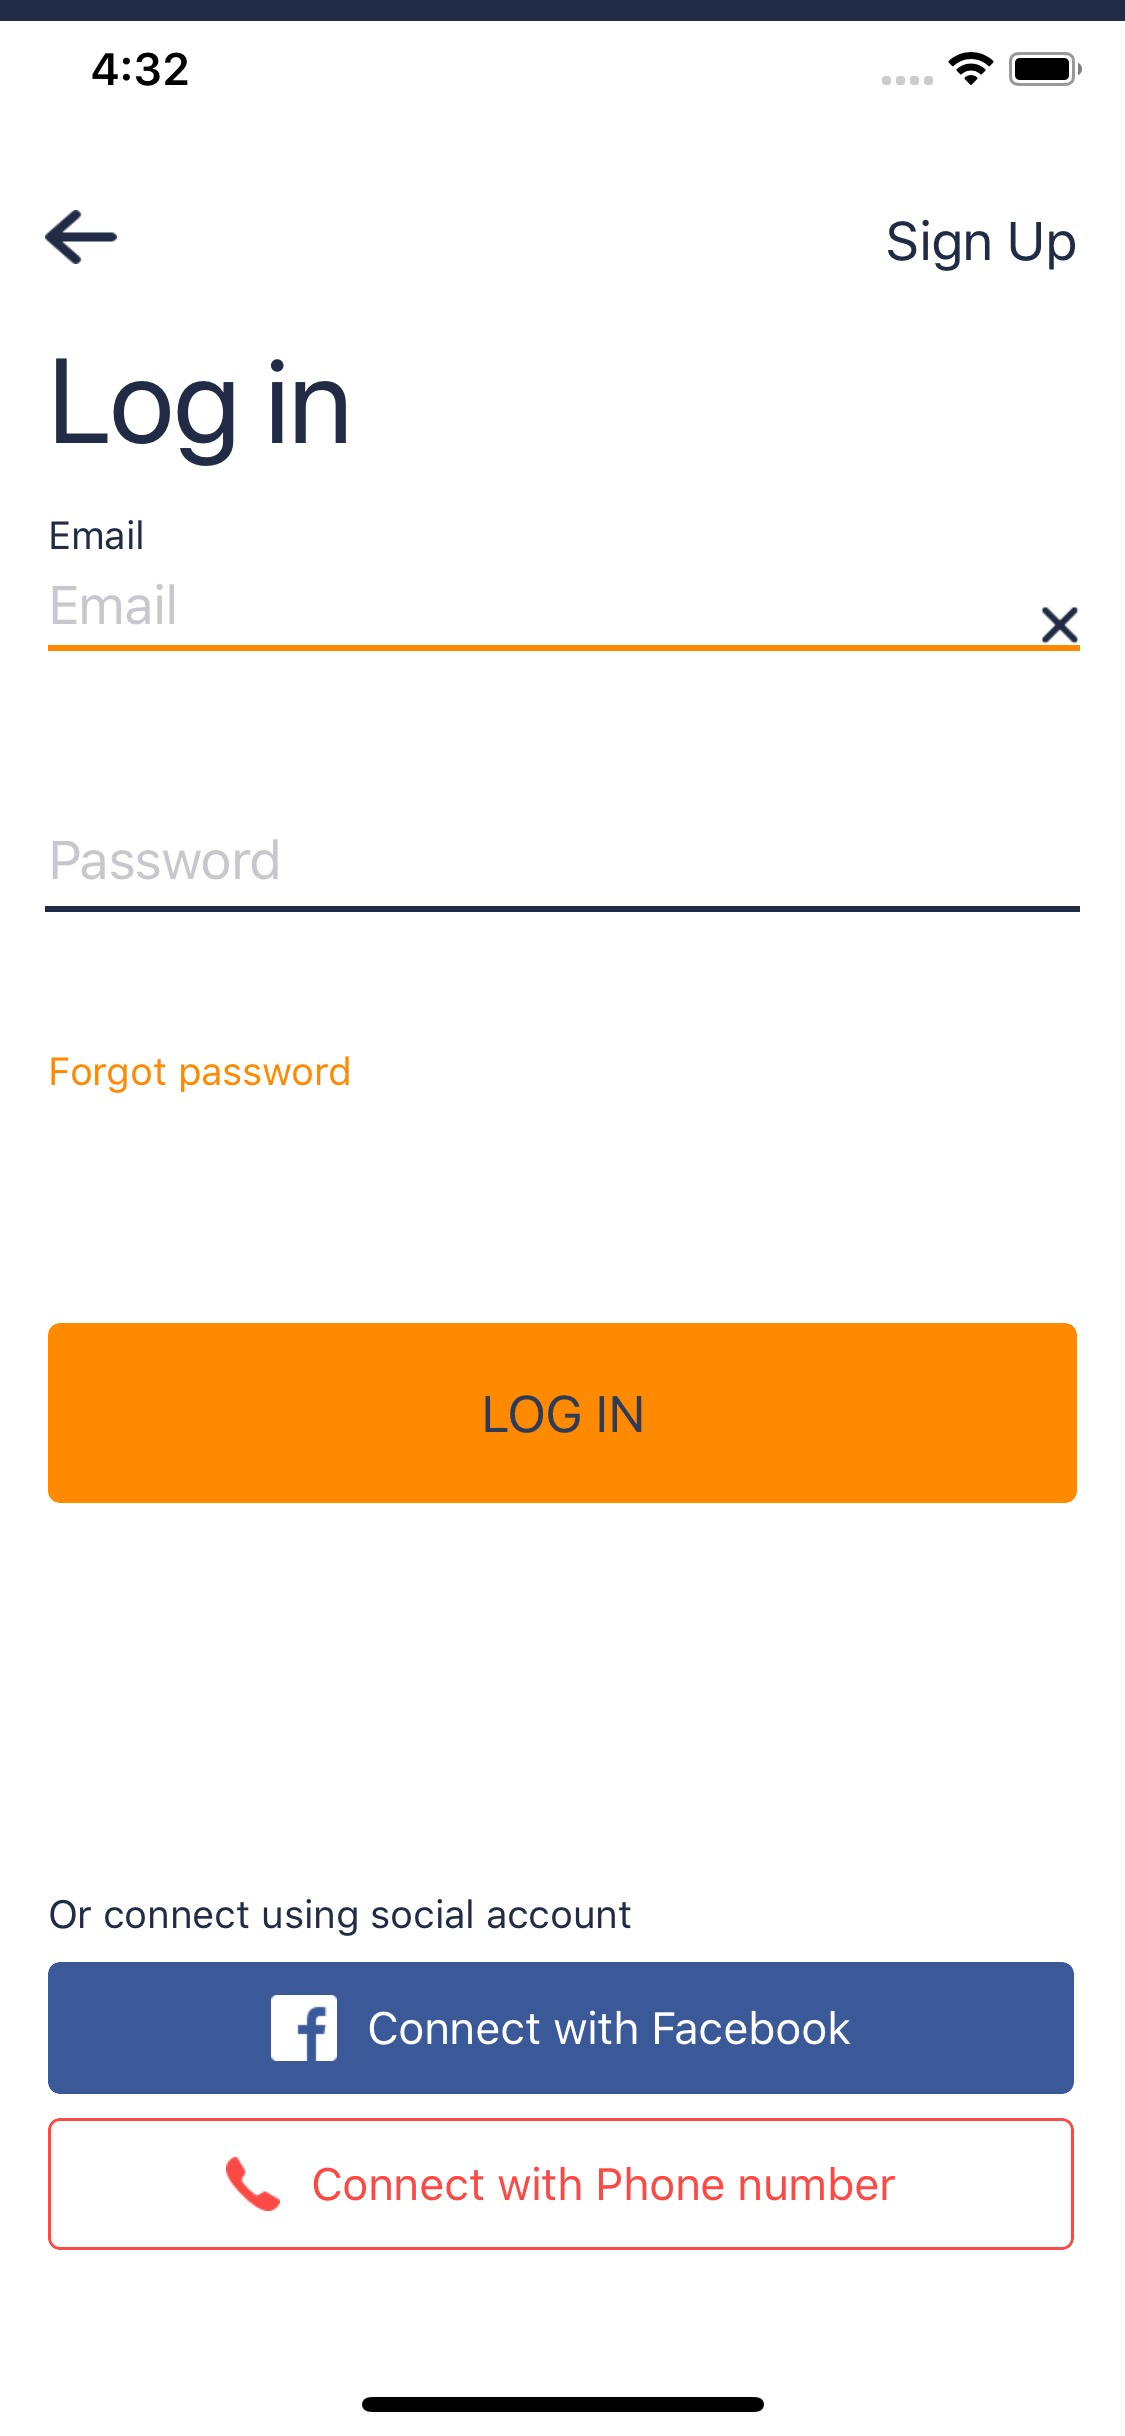 4:32
Sign Up
Log in
Email
Email
Password
Forgot password
LOG IN
Or connect using social account
Connect with Facebook
Connect with Phone number